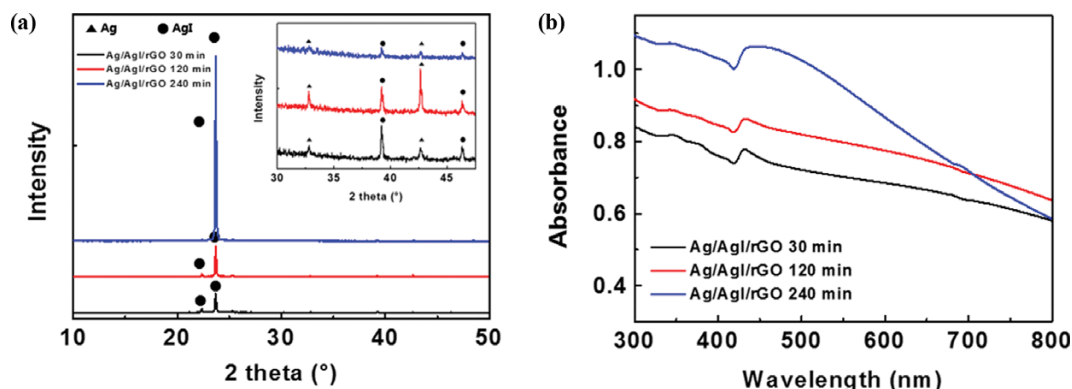 (a)
▲ Ag ● AgI
Ag/AgI/rGO 30 min
Ag/AgI/rGO 120 min
Ag/AgI/rGO 240 min
Intensity
30 35 40 45
2 theta (°)
Intensity
10 20 30 40 50
2 theta (°)
(b)
Absorbance
1.0
0.8
0.6
0.4
Ag/AgI/rGO 30 min
Ag/AgI/rGO 120 min
Ag/AgI/rGO 240 min
300 400 500 600 700 800
Wavelength (nm)